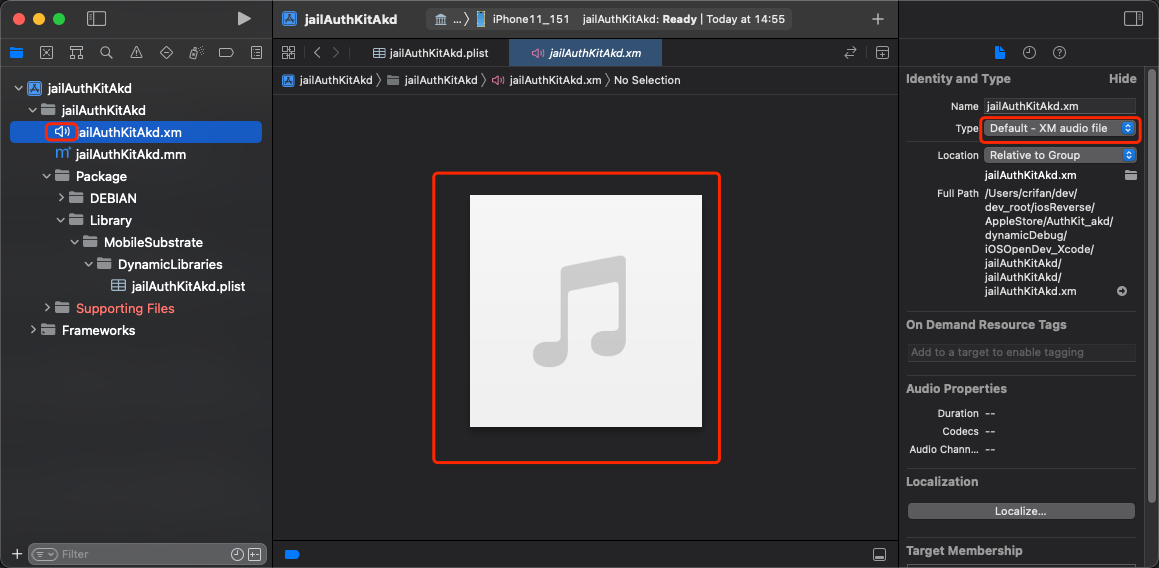 jailAuthKitAkd
... 〉 iPhone11_151 jailAuthKitAkd: Ready | Today at 14:55
jailAuthKitAkd.plist
jailAuthKitAkd.xm
jailAuthKitAkd 〉 jailAuthKitAkd 〉 jailAuthKitAkd.xm 〉 No Selection
jailAuthKitAkd
jailAuthKitAkd
jailAuthKitAkd.xm
jailAuthKitAkd.mm
Package
DEBIAN
Library
MobileSubstrate
DynamicLibraries
jailAuthKitAkd.plist
Supporting Files
Frameworks
Filter
Identity and Type Hide
Name jailAuthKitAkd.xm
Type Default - XM audio file
Location Relative to Group
jailAuthKitAkd.xm
Full Path /Users/crifan/dev/
dev_root/iosReverse/
AppleStore/AuthKit_akd/
dynamicDebug/
iOSOpenDev_Xcode/
jailAuthKitAkd/
jailAuthKitAkd/
jailAuthKitAkd.xm
On Demand Resource Tags
Add to a target to enable tagging
Audio Properties
Duration --
Codecs --
Audio Chann... --
Localization
Localize...
Target Membership